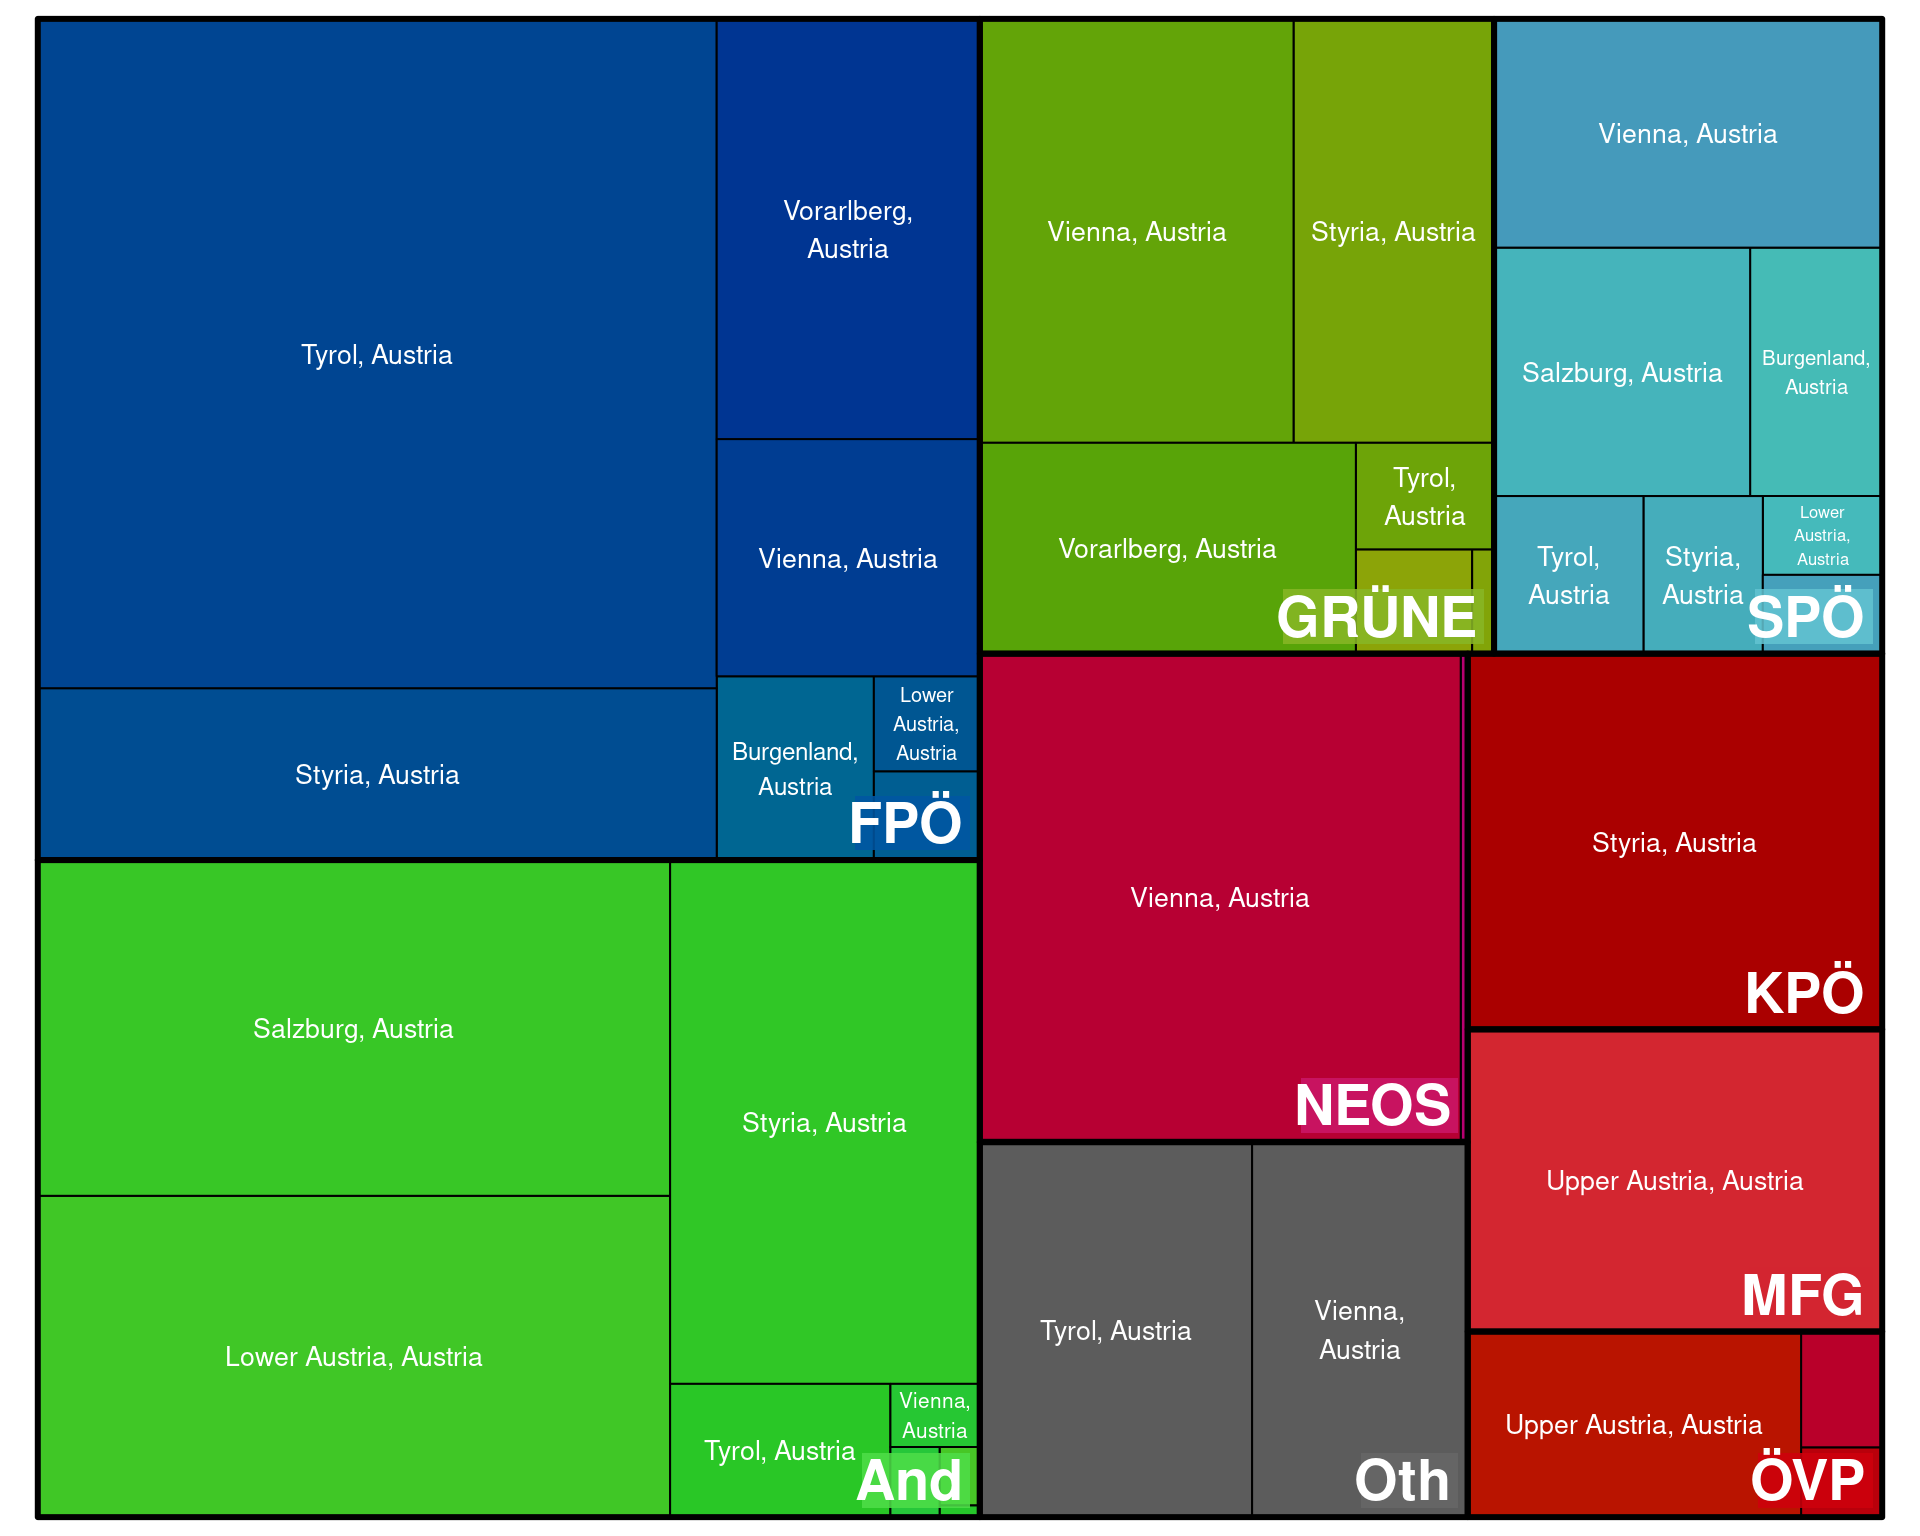 Tyrol, Austria
Styria, Austria
Vorarlberg,
Austria
Vienna, Austria
Burgenland,
Austria
Lower
Austria,
Austria
FPÖ
Salzburg, Austria
Lower Austria, Austria
Styria, Austria
Tyrol, Austria
Vienna,
Austria
And
Vienna, Austria
Styria, Austria
Vorarlberg, Austria
Tyrol,
Austria
GRÜNE
Vienna, Austria
Salzburg, Austria
Burgenland,
Austria
Tyrol,
Austria
Styria,
Austria
Lower
Austria,
Austria
SPÖ
Vienna, Austria
NEOS
Styria, Austria
KPÖ
Upper Austria, Austria
MFG
Tyrol, Austria
Vienna,
Austria
Oth
Upper Austria, Austria
ÖVP